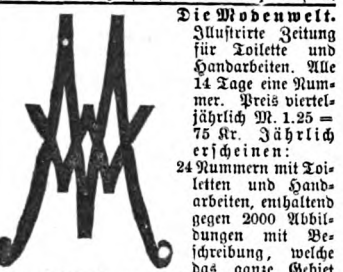 Die Modenwelt.
Illustrirte Zeitung
für Toilette und
Handarbeiten. Alle
14 Tage eine Num-
mer. Preis viertel-
jährlich M. 1.25 =
75 Kr. Jährlich
erscheinen:
24 Nummern mit Toi-
letten und Hand-
arbeiten, enthaltend
gegen 2000 Abbil-
dungen mit Be-
schreibung, welche
das ganze Gebiet